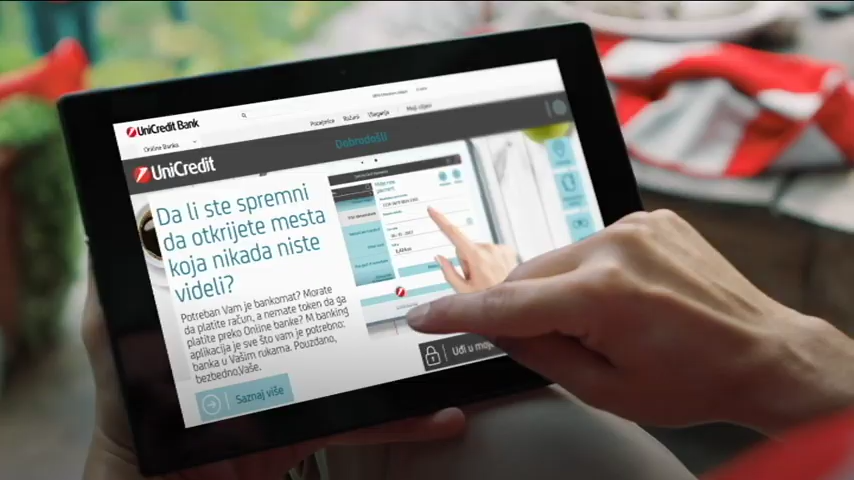 UniCredit Bank
Online Banka
Pozajmice Računi Ulaganja Moji ciljevi
UniCredit
Dobrodošli
Da li ste spremni
da otkrijete mesta
koja nikada niste
videli?
Potreban Vam je bankomat? Morate
da platite račun, a nemate token da ga
platite preko Online banke? M banking
aplikacija je sve što vam je potrebno:
banka u Vašim rukama. Pouzdano,
bezbedno,Vaše.
Saznaj više
Uđi u moju